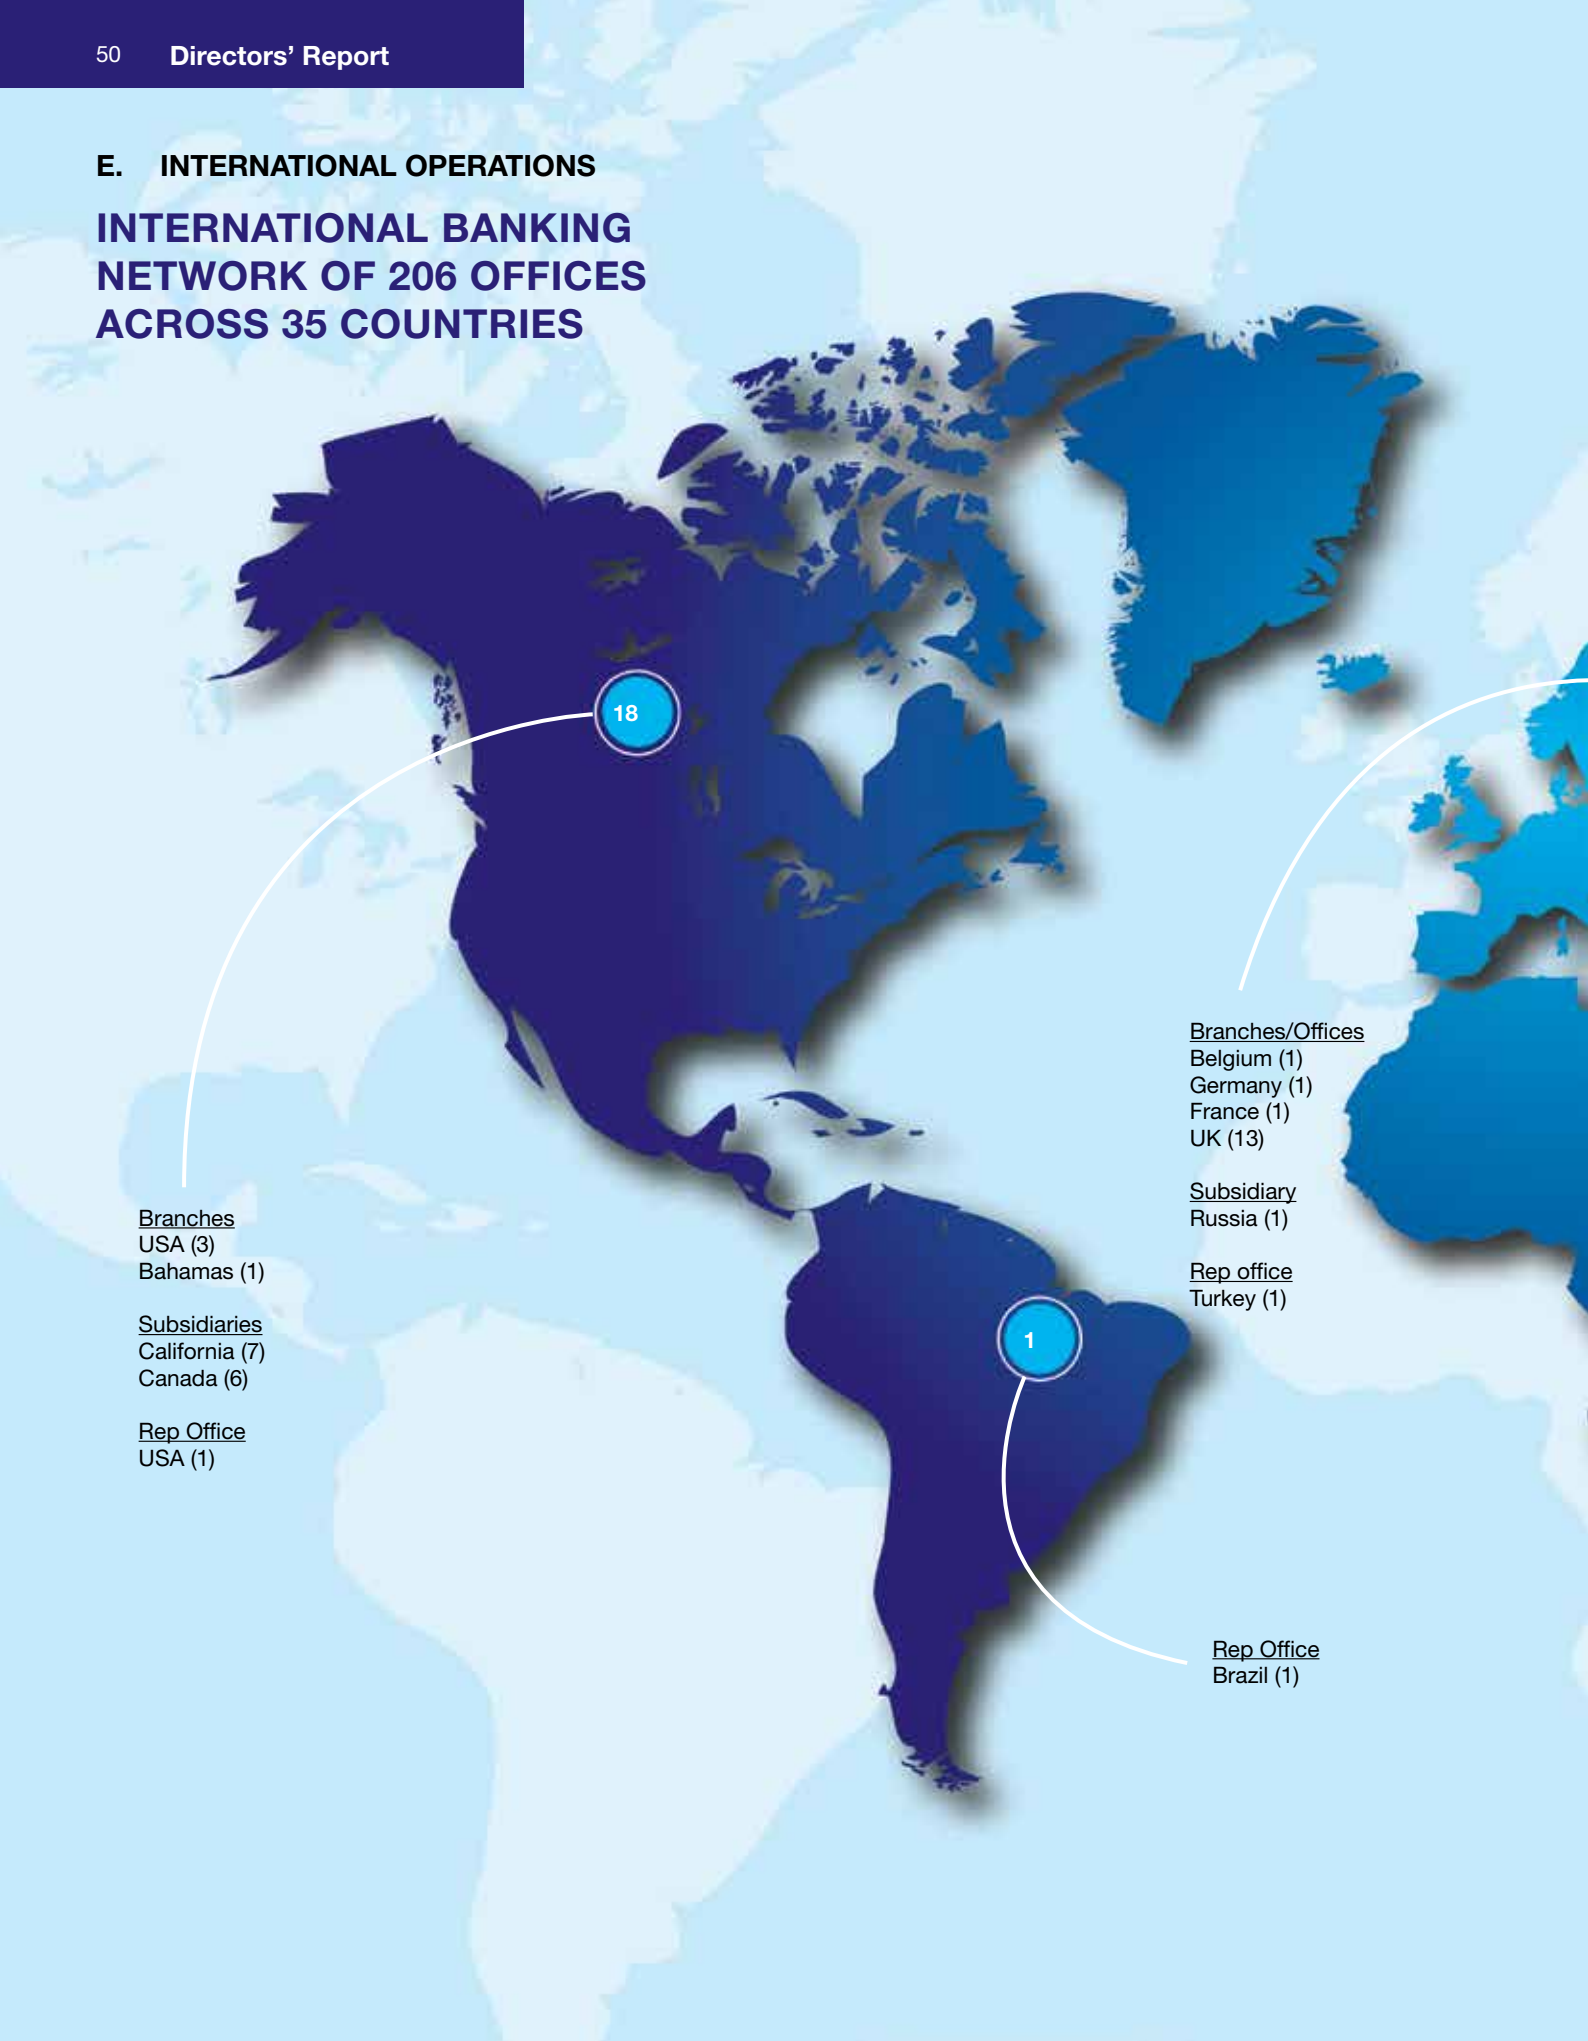 50 Directors' Report
E. INTERNATIONAL OPERATIONS
INTERNATIONAL BANKING
NETWORK OF 206 OFFICES
ACROSS 35 COUNTRIES
18
Branches
USA (3)
Bahamas (1)
Subsidiaries
California (7)
Canada (6)
Rep Office
USA (1)
Branches/Offices
Belgium (1)
Germany (1)
France (1)
UK (13)
Subsidiary
Russia (1)
Rep office
Turkey (1)
1
Rep Office
Brazil (1)